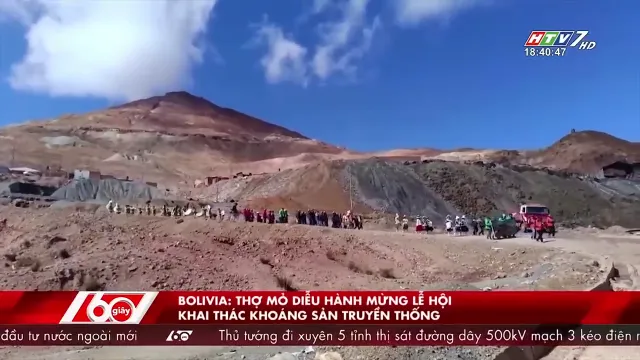 HTV7 HD
18:40:47
BOLIVIA: THỢ MỎ DIỄU HÀNH MỪNG LỄ HỘI
KHAI THÁC KHOÁNG SẢN TRUYỀN THỐNG
60 giây
đầu tư nước ngoài mới 60 Thủ tướng đi xuyên 5 tỉnh thị sát đường dây 500kV mạch 3 kéo điện